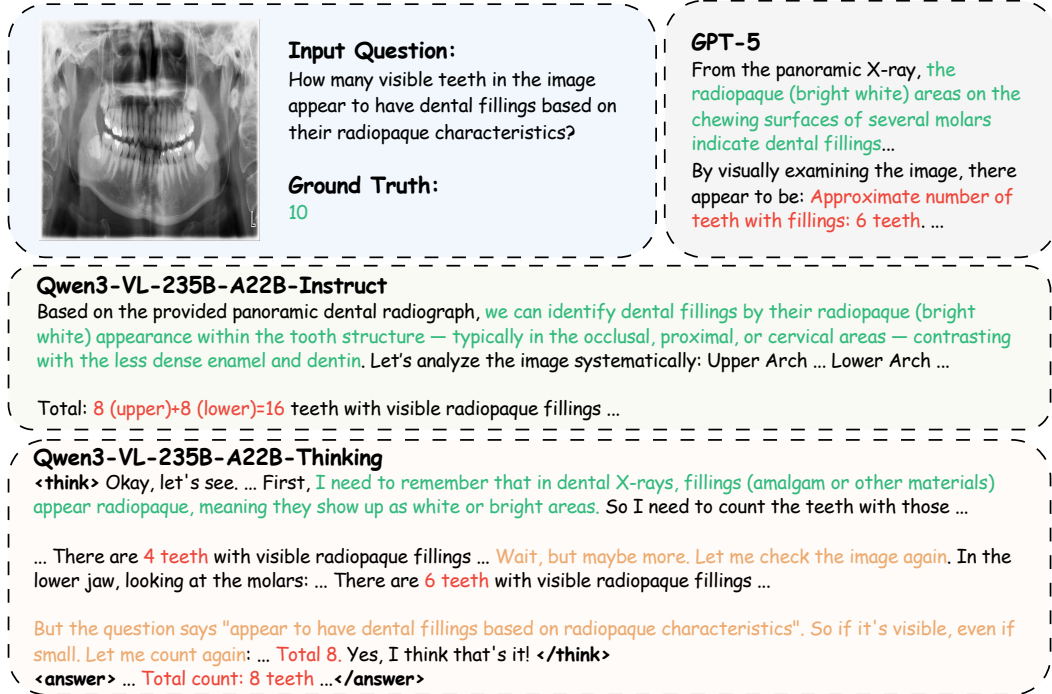 Input Question:
How many visible teeth in the image
appear to have dental fillings based on
their radiopaque characteristics?
Ground Truth:
10
GPT-5
From the panoramic X-ray, the
radiopaque (bright white) areas on the
chewing surfaces of several molars
indicate dental fillings...
By visually examining the image, there
appear to be: Approximate number of
teeth with fillings: 6 teeth. ...
Qwen3-VL-235B-A22B-Instruct
Based on the provided panoramic dental radiograph, we can identify dental fillings by their radiopaque (bright
white) appearance within the tooth structure — typically in the occlusal, proximal, or cervical areas — contrasting
with the less dense enamel and dentin. Let's analyze the image systematically: Upper Arch ... Lower Arch ...
Total: 8 (upper)+8 (lower)=16 teeth with visible radiopaque fillings ...
Qwen3-VL-235B-A22B-Thinking
<think> Okay, let's see. ... First, I need to remember that in dental X-rays, fillings (amalgam or other materials)
appear radiopaque, meaning they show up as white or bright areas. So I need to count the teeth with those ...
... There are 4 teeth with visible radiopaque fillings ... Wait, but maybe more. Let me check the image again. In the
lower jaw, looking at the molars: ... There are 6 teeth with visible radiopaque fillings ...
But the question says "appear to have dental fillings based on radiopaque characteristics". So if it's visible, even if
small. Let me count again: ... Total 8. Yes, I think that's it! </think>
<answer> ... Total count: 8 teeth ...</answer>